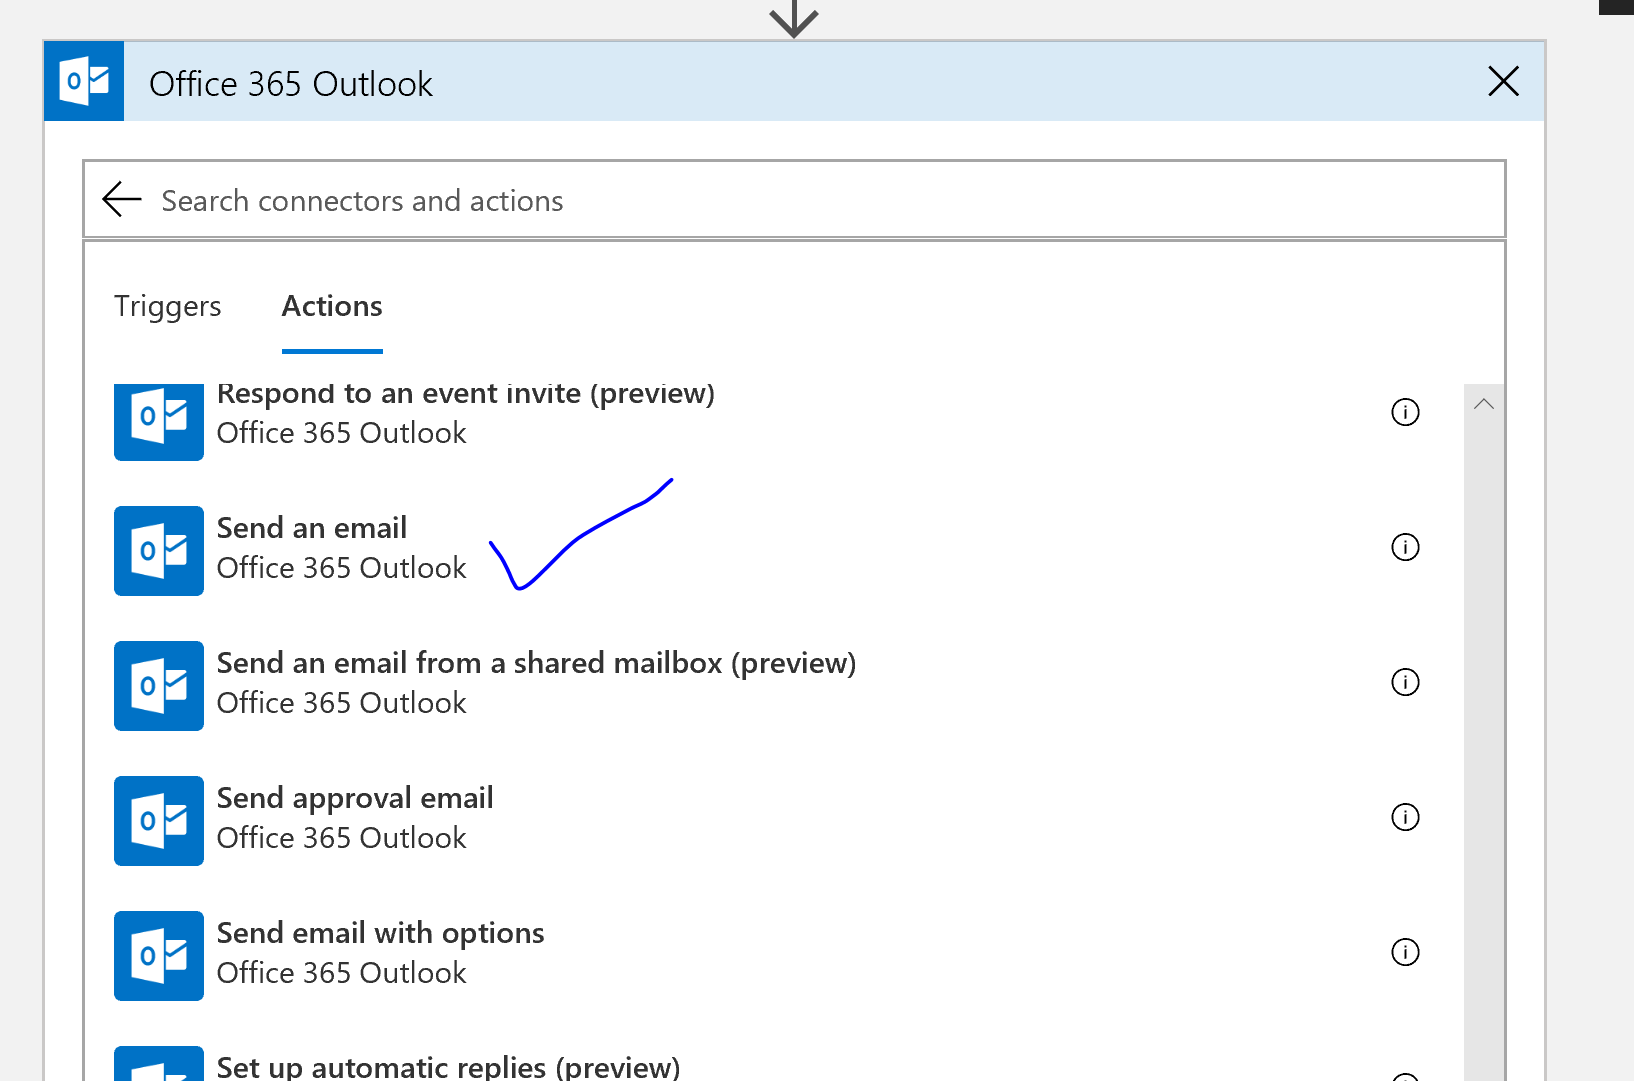 Office 365 Outlook
Search connectors and actions
Triggers Actions
Respond to an event invite (preview)
Office 365 Outlook
Send an email
Office 365 Outlook
Send an email from a shared mailbox (preview)
Office 365 Outlook
Send approval email
Office 365 Outlook
Send email with options
Office 365 Outlook
Set up automatic replies (preview)